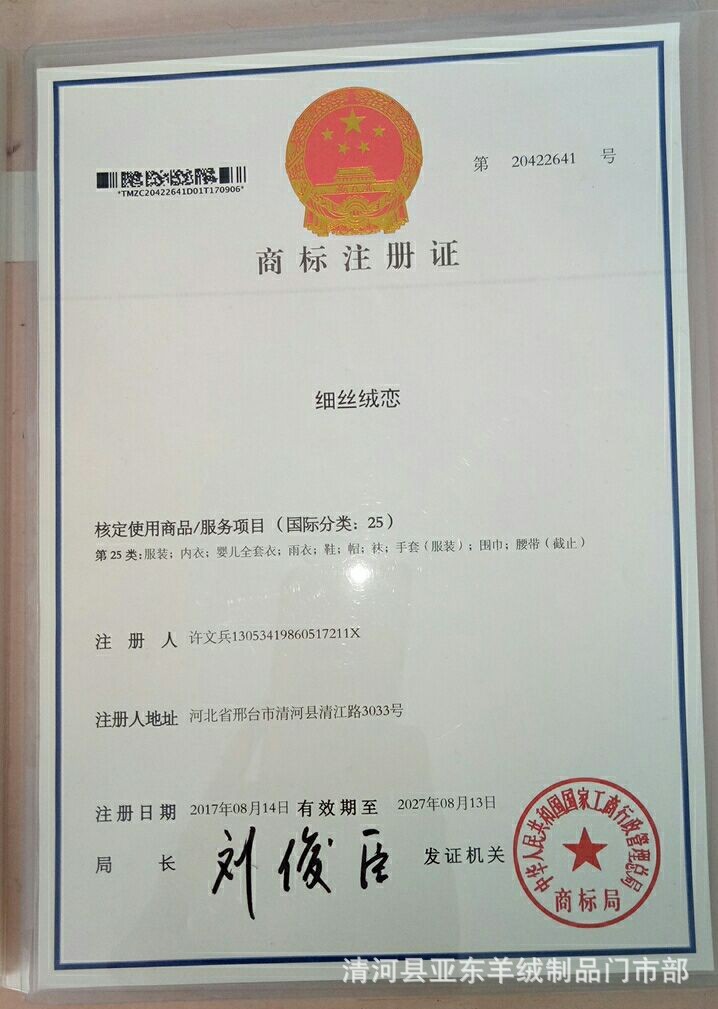 第 20422641 号
*TMZC20422641D01T170906*
商标注册证
细丝绒恋
核定使用商品/服务项目（国际分类：25）
第25类:服装；内衣；婴儿全套衣；雨衣；鞋；帽；袜；手套（服装）；围巾；腰带（截止）
注册人 许文兵13053419860517211X
注册人地址 河北省邢台市清河县清江路3033号
注册日期 2017年08月14日 有效期至 2027年08月13日
局长 刘俊臣 发证机关
中华人民共和国国家工商行政管理总局
商标局
清河县亚东羊绒制品门市部